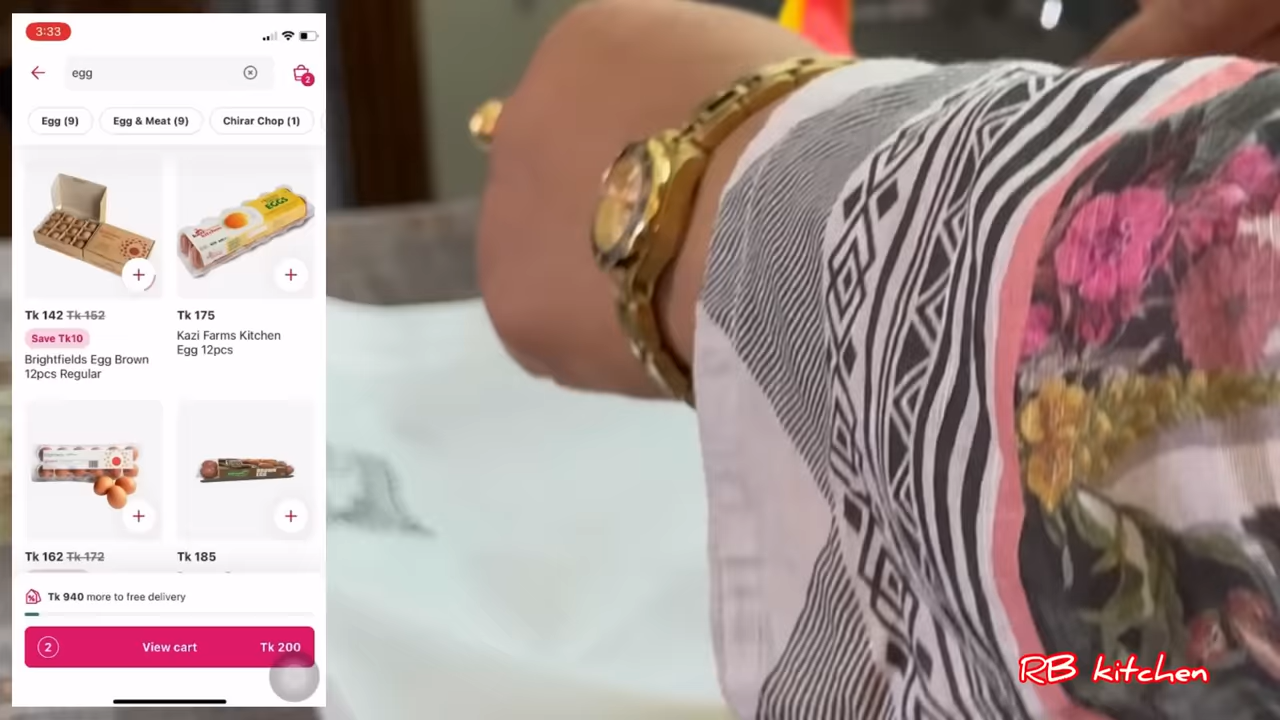 3:33
egg
2
Egg (9) Egg & Meat (9) Chirar Chop (1)
EGGS
Tk 142 Tk 152
Save Tk10
Brightfields Egg Brown
12pcs Regular
Tk 175
Kazi Farms Kitchen
Egg 12pcs
Tk 162 Tk 172
Tk 185
Tk 940 more to free delivery
2 View cart Tk 200
RB kitchen